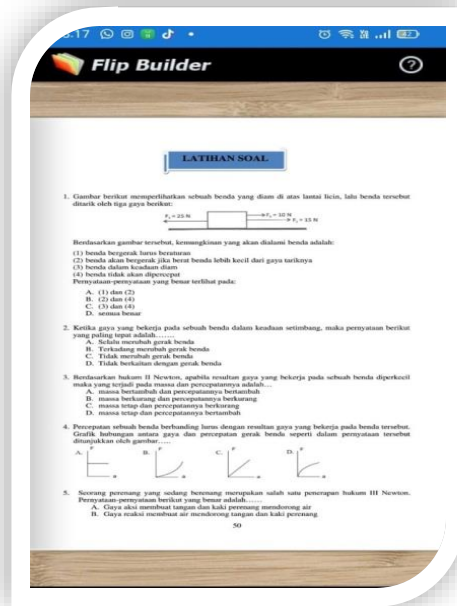 8.17
Flip Builder
LATIHAN SOAL
1. Gambar berikut memperlihatkan sebuah benda yang diam di atas lantai licin, lalu benda tersebut
ditarik oleh tiga gaya berikut:
F₁ = 25 N
F₂ = 10 N
F₃ = 15 N
Berdasarkan gambar tersebut, kemungkinan yang akan dialami benda adalah:
(1) benda bergerak lurus beraturan
(2) benda akan bergerak jika berat benda lebih kecil dari gaya tariknya
(3) benda dalam keadaan diam
(4) benda tidak akan dipercepat
Pernyataan-pernyataan yang benar terlihat pada:
A. (1) dan (2)
B. (2) dan (4)
C. (3) dan (4)
D. semua benar
2. Ketika gaya yang bekerja pada sebuah benda dalam keadaan setimbang, maka pernyataan berikut
yang paling tepat adalah.......
A. Selalu merubah gerak benda
B. Terkadang merubah gerak benda
C. Tidak merubah gerak benda
D. Tidak berkaitan dengan gerak benda
3. Berdasarkan hukum II Newton, apabila resultan gaya yang bekerja pada sebuah benda diperkecil
maka yang terjadi pada massa dan percepatannya adalah....
A. massa bertambah dan percepatannya bertambah
B. massa berkurang dan percepatannya berkurang
C. massa tetap dan percepatannya berkurang
D. massa tetap dan percepatannya bertambah
4. Percepatan sebuah benda berbanding lurus dengan resultan gaya yang bekerja pada benda tersebut.
Grafik hubungan antara gaya dan percepatan gerak benda seperti dalam pernyataan tersebut
ditunjukkan oleh gambar.....
A. F B. F C. F D. F
a a a a
5. Seorang perenang yang sedang berenang merupakan salah satu penerapan hukum III Newton.
Pernyataan-pernyataan berikut yang benar adalah......
A. Gaya aksi membuat tangan dan kaki perenang mendorong air
B. Gaya reaksi membuat air mendorong tangan dan kaki perenang
50